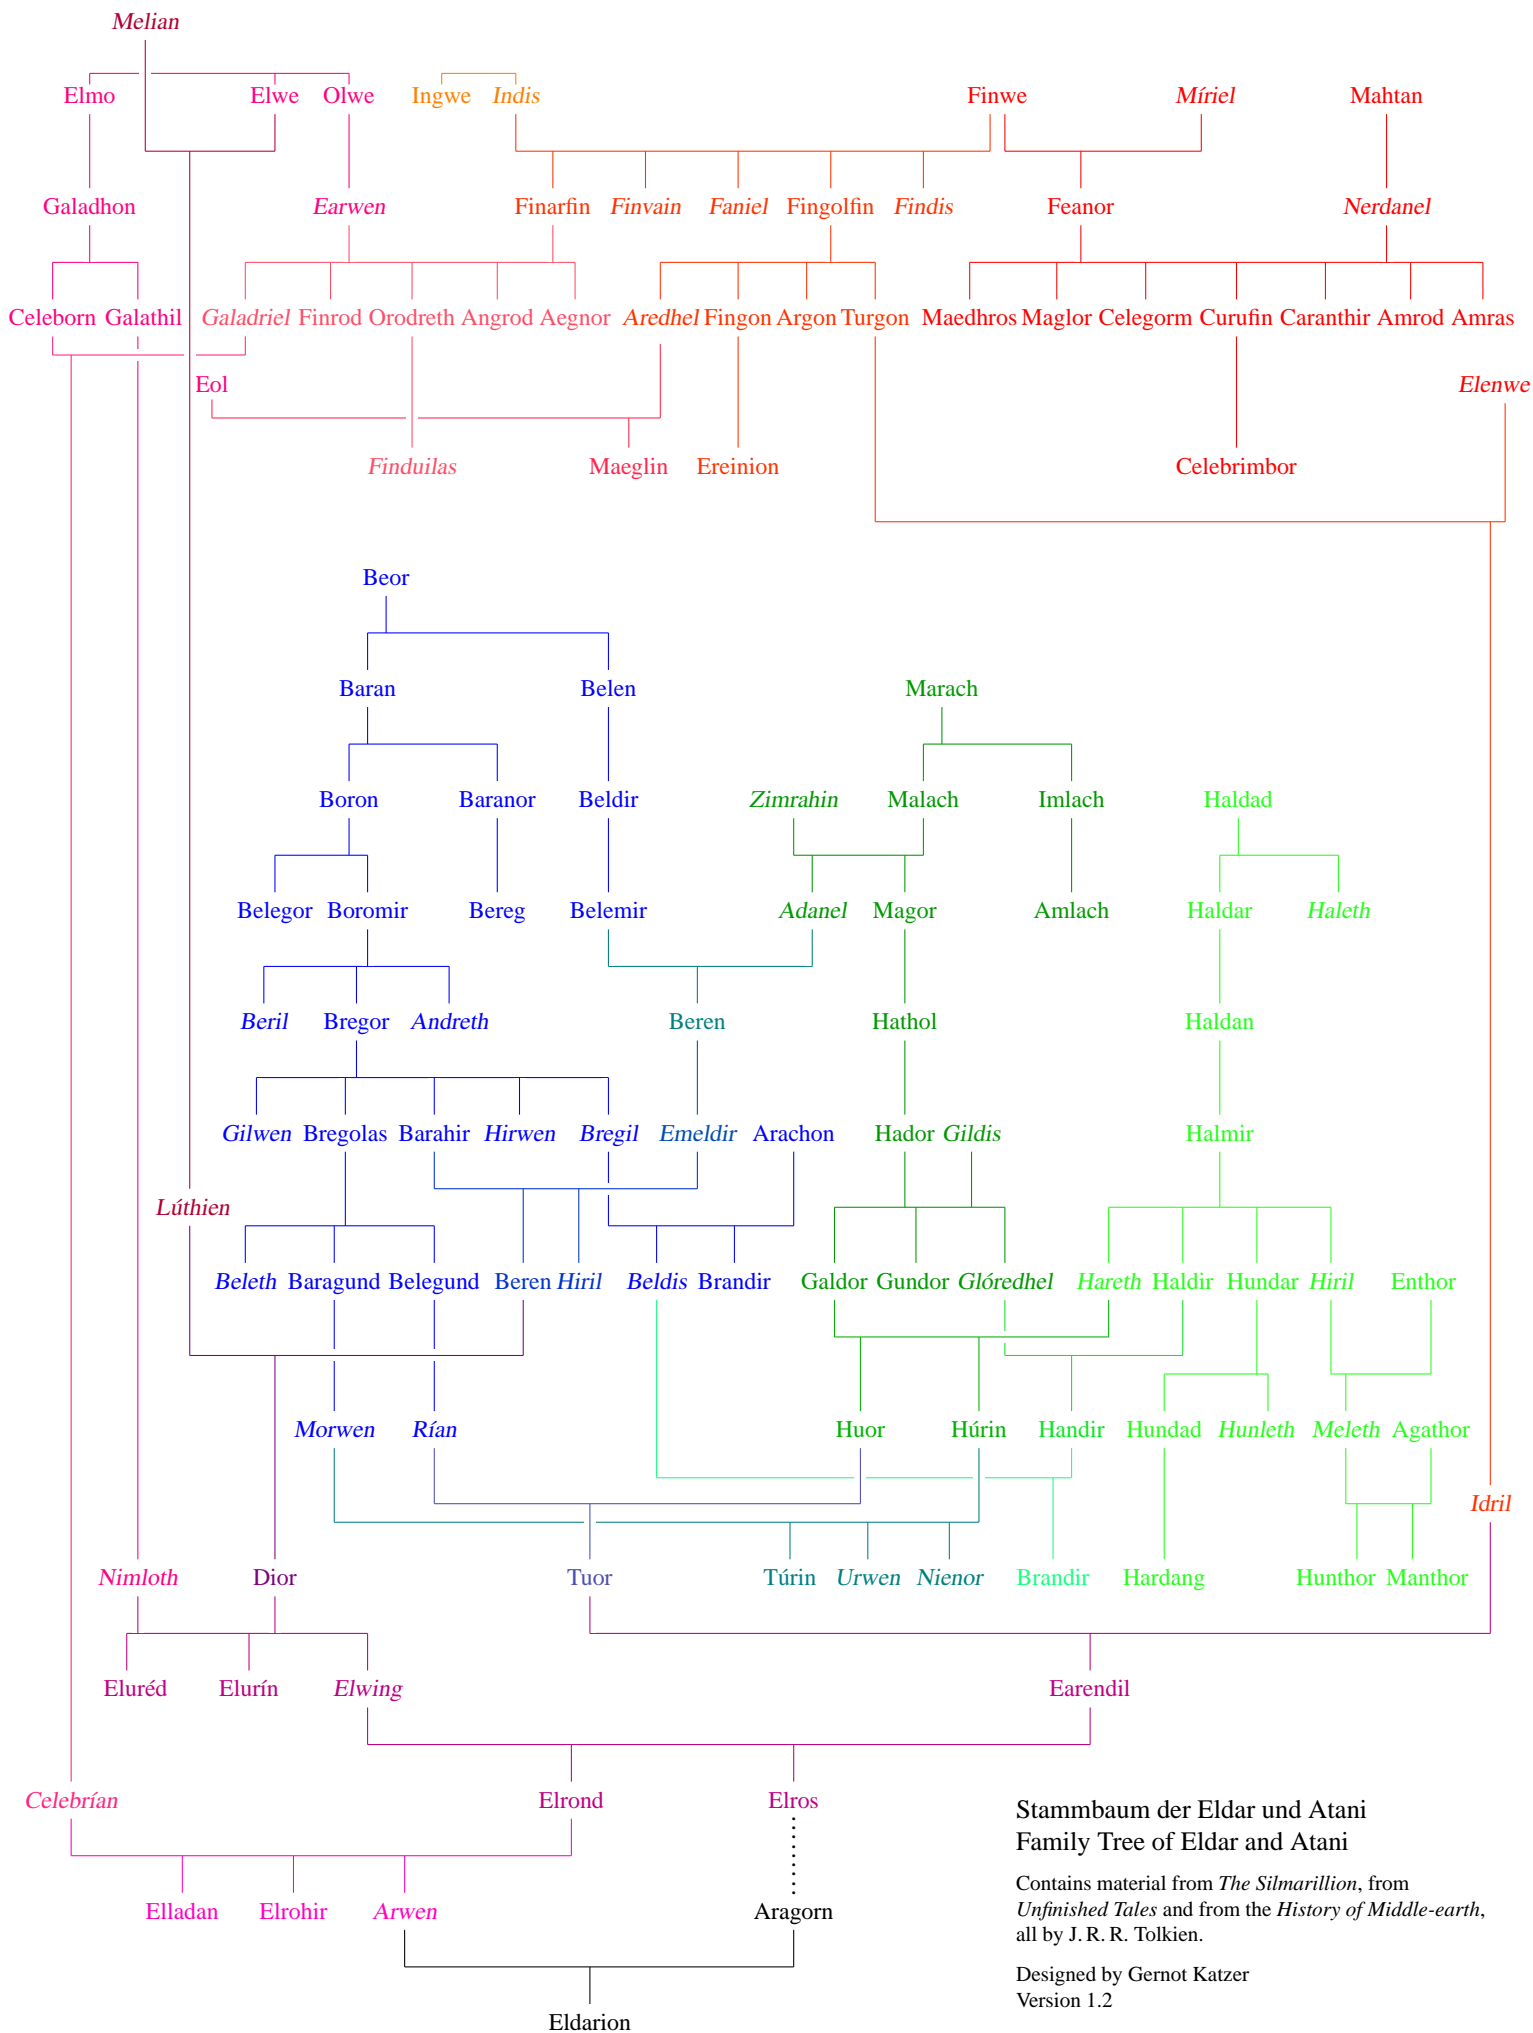 Melian
Elmo Elwe Olwe Ingwe Indis Finwe Míriel Mahtan
Galadhon Earwen Finarfin Finvain Faniel Fingolfin Findis Feanor Nerdanel
Celeborn Galathil Galadriel Finrod Orodreth Angrod Aegnor Aredhel Fingon Argon Turgon Maedhros Maglor Celegorm Curufin Caranthir Amrod Amras
Eol Elenwe
Finduilas Maeglin Ereinion Celebrimbor
Beor
Baran Belen Marach
Boron Baranor Beldir Zimrahin Malach Imlach Haldad
Belegor Boromir Bereg Belemir Adanel Magor Amlach Haldar Haleth
Beril Bregor Andreth Beren Hathol Haldan
Gilwen Bregolas Barahir Hirwen Bregil Emeldir Arachon Hador Gildis Halmir
Lúthien
Beleth Baragund Belegund Beren Hiril Beldis Brandir Galdor Gundor Glóredhel Hareth Haldir Hundar Hiril Enthor
Morwen Rían Huor Húrin Handir Hundad Hunleth Meleth Agathor
Idril
Nimloth Dior Tuor Túrin Urwen Nienor Brandir Hardang Hunthor Manthor
Eluréd Elurín Elwing Earendil
Celebrían Elrond Elros
Elladan Elrohir Arwen Aragorn
Eldarion
Stammbaum der Eldar und Atani
Family Tree of Eldar and Atani
Contains material from The Silmarillion, from
Unfinished Tales and from the History of Middle-earth,
all by J. R. R. Tolkien.
Designed by Gernot Katzer
Version 1.2